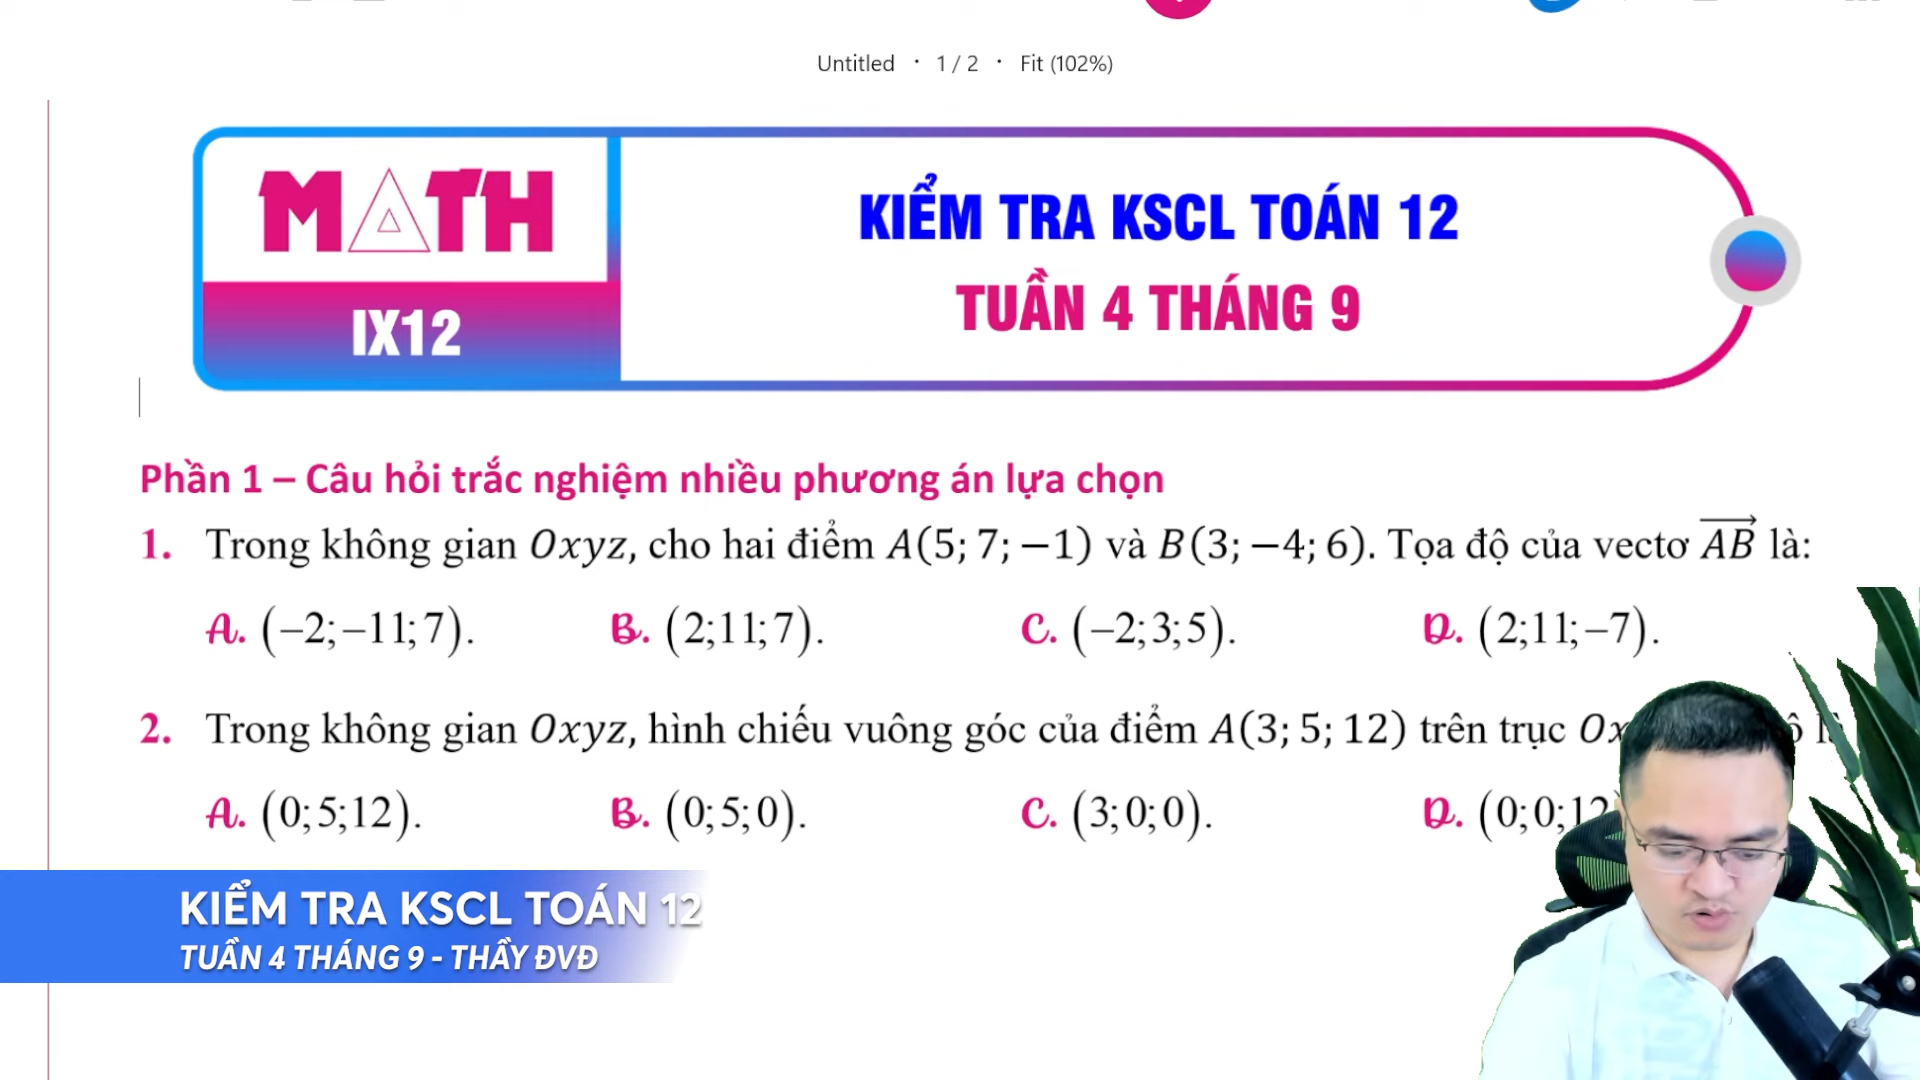 Untitled · 1 / 2 · Fit (102%)
MATH
IX12
KIỂM TRA KSCL TOÁN 12
TUẦN 4 THÁNG 9
Phần 1 – Câu hỏi trắc nghiệm nhiều phương án lựa chọn
1. Trong không gian Oxyz, cho hai điểm A(5; 7; −1) và B(3; −4; 6). Tọa độ của vectơ AB là:
A. (–2;–11;7). B. (2;11;7). C. (–2;3;5). D. (2;11;–7).
2. Trong không gian Oxyz, hình chiếu vuông góc của điểm A(3; 5; 12) trên trục
A. (0;5;12). B. (0;5;0). C. (3;0;0). D. (0;0;12
KIỂM TRA KSCL TOÁN 12
TUẦN 4 THÁNG 9 - THẦY ĐVĐ